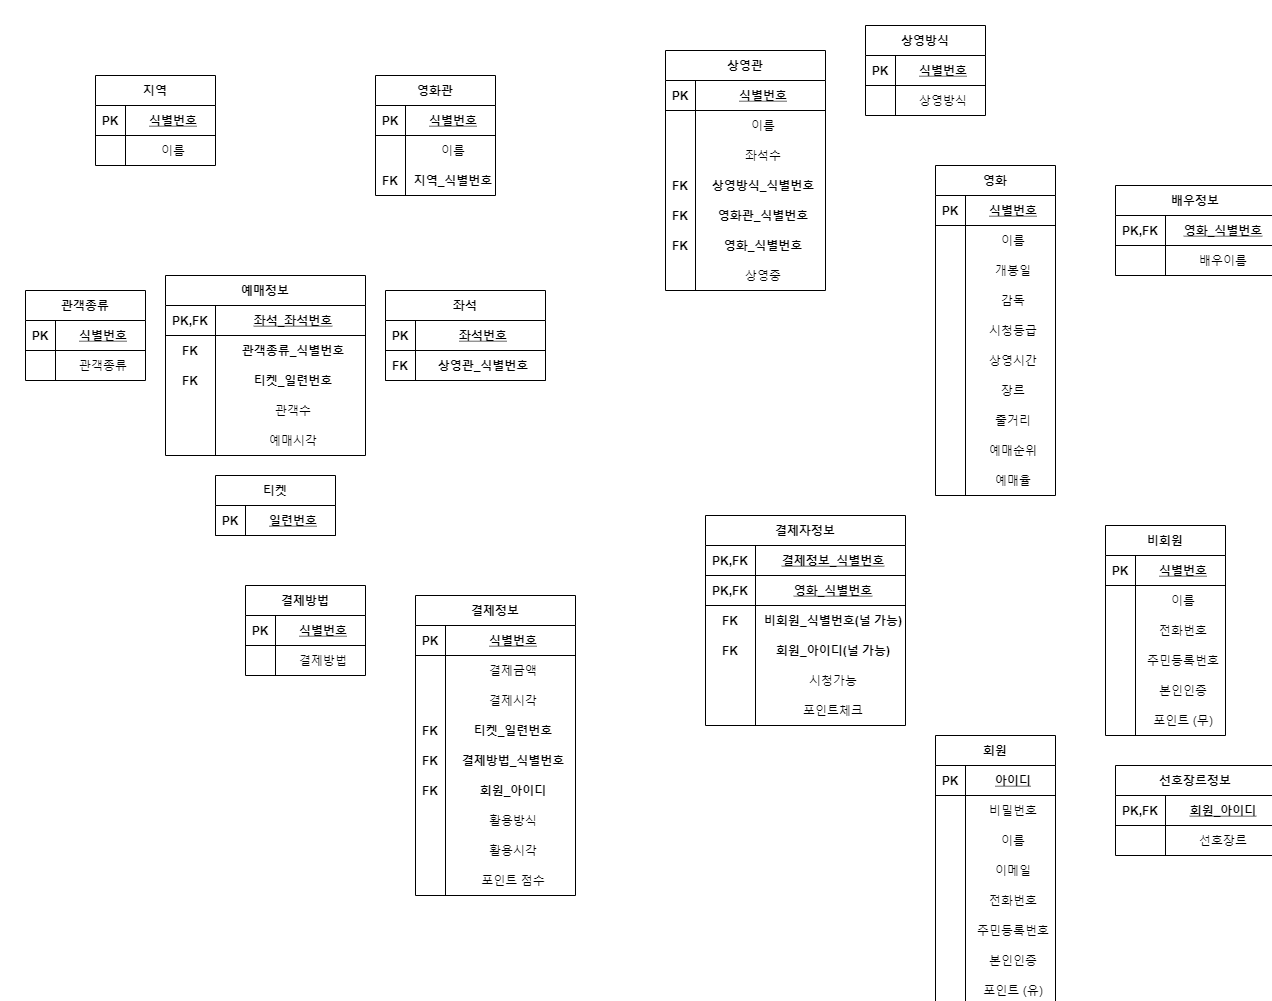 지역
PK 식별번호
이름
영화관
PK 식별번호
이름
FK 지역_식별번호
상영관
PK 식별번호
이름
좌석수
FK 상영방식_식별번호
FK 영화관_식별번호
FK 영화_식별번호
상영중
상영방식
PK 식별번호
상영방식
영화
PK 식별번호
이름
개봉일
감독
시청등급
상영시간
장르
줄거리
예매순위
예매율
배우정보
PK,FK 영화_식별번호
배우이름
관객종류
PK 식별번호
관객종류
예매정보
PK,FK 좌석_좌석번호
FK 관객종류_식별번호
FK 티켓_일련번호
관객수
예매시각
좌석
PK 좌석번호
FK 상영관_식별번호
티켓
PK 일련번호
결제방법
PK 식별번호
결제방법
결제정보
PK 식별번호
결제금액
결제시각
FK 티켓_일련번호
FK 결제방법_식별번호
FK 회원_아이디
활용방식
활용시각
포인트 점수
결제자정보
PK,FK 결제정보_식별번호
PK,FK 영화_식별번호
FK 비회원_식별번호(널 가능)
FK 회원_아이디(널 가능)
시청가능
포인트체크
비회원
PK 식별번호
이름
전화번호
주민등록번호
본인인증
포인트 (무)
회원
PK 아이디
비밀번호
이름
이메일
전화번호
주민등록번호
본인인증
포인트 (유)
선호장르정보
PK,FK 회원_아이디
선호장르